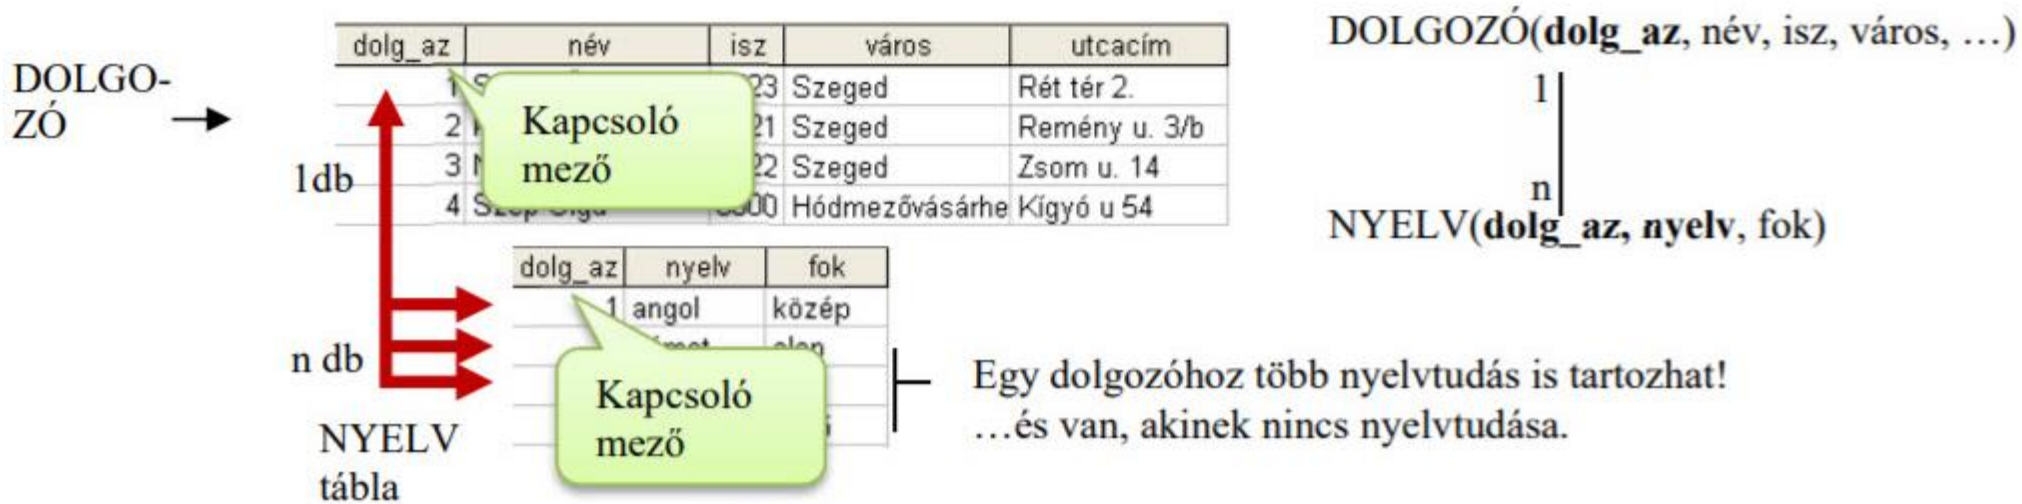 DOLGO-
ZÓ
dolg_az név isz város utcacím
1 Szeged Rét tér 2.
2 Szeged Remény u. 3/b
3 Szeged Zsom u. 14
4 Hódmezővásárhe Kígyó u 54
Kapcsoló
mező
1db
n db
NYELV
tábla
dolg_az nyelv fok
1 angol közép
Kapcsoló
mező
DOLGOZÓ(dolg_az, név, isz, város, …)
1
n
NYELV(dolg_az, nyelv, fok)
Egy dolgozóhoz több nyelvtudás is tartozhat!
…és van, akinek nincs nyelvtudása.